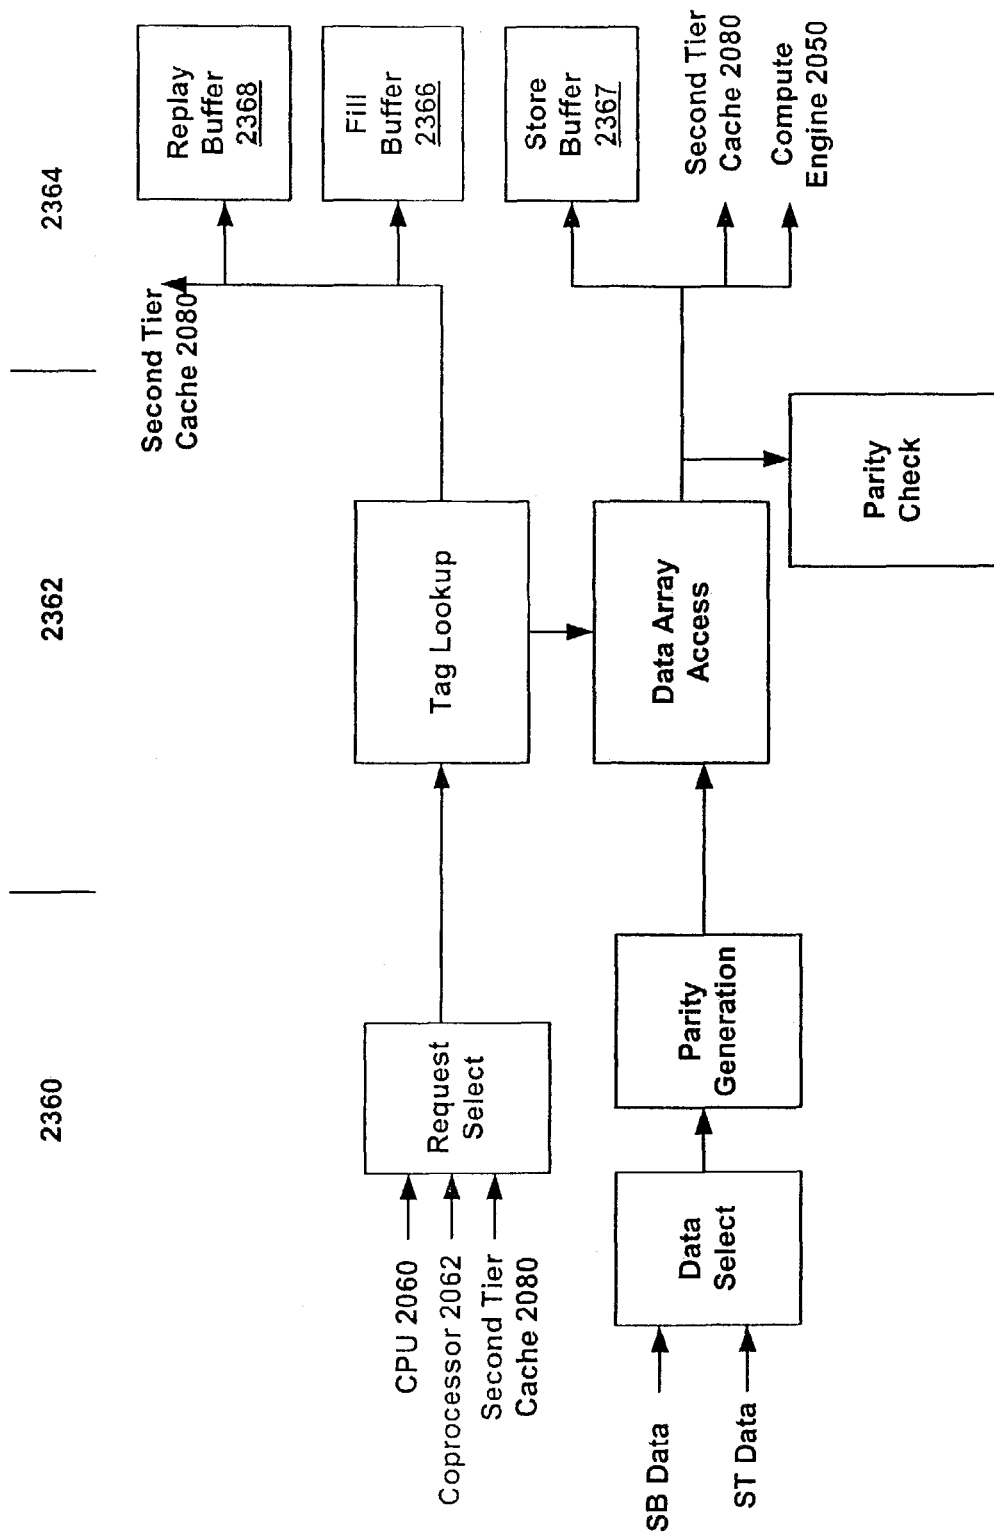 2360
2362
2364
CPU 2060
Coprocessor 2062
Second Tier
Cache 2080
Request
Select
Tag Lookup
Second Tier
Cache 2080
Replay
Buffer
2368
Fill
Buffer
2366
SB Data
ST Data
Data
Select
Parity
Generation
Data Array
Access
Parity
Check
Store
Buffer
2367
Second Tier
Cache 2080
Compute
Engine 2050